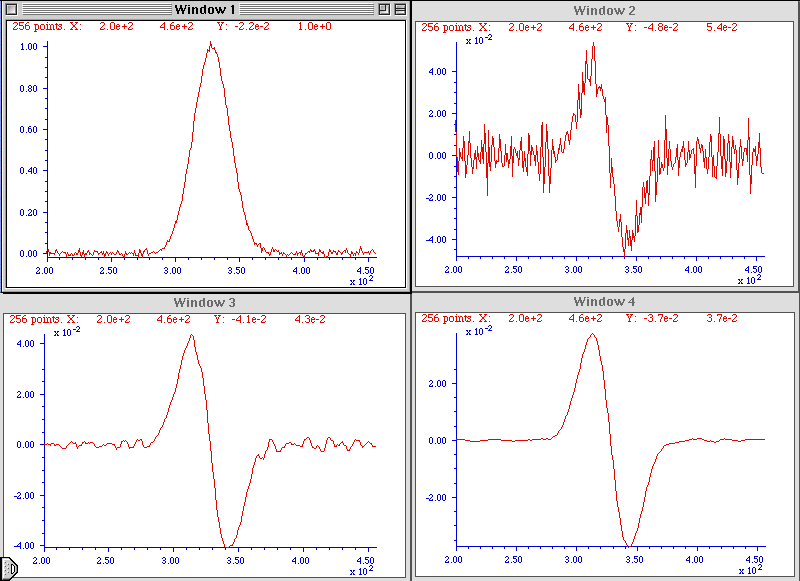 Window 1
256 points. X: 2.0e+2 4.6e+2 Y: -2.2e-2 1.0e+0
1.00
0.80
0.60
0.40
0.20
0.00
2.00 2.50 3.00 3.50 4.00 4.50
x 10^2
Window 2
256 points. X: 2.0e+2 4.6e+2 Y: -4.8e-2 5.4e-2
x 10^-2
4.00
2.00
0.00
-2.00
-4.00
2.00 2.50 3.00 3.50 4.00 4.50
x 10^2
Window 3
256 points. X: 2.0e+2 4.6e+2 Y: -4.1e-2 4.3e-2
x 10^-2
4.00
2.00
0.00
-2.00
-4.00
2.00 2.50 3.00 3.50 4.00 4.50
x 10^2
Window 4
256 points. X: 2.0e+2 4.6e+2 Y: -3.7e-2 3.7e-2
x 10^-2
2.00
0.00
-2.00
2.00 2.50 3.00 3.50 4.00 4.50
x 10^2